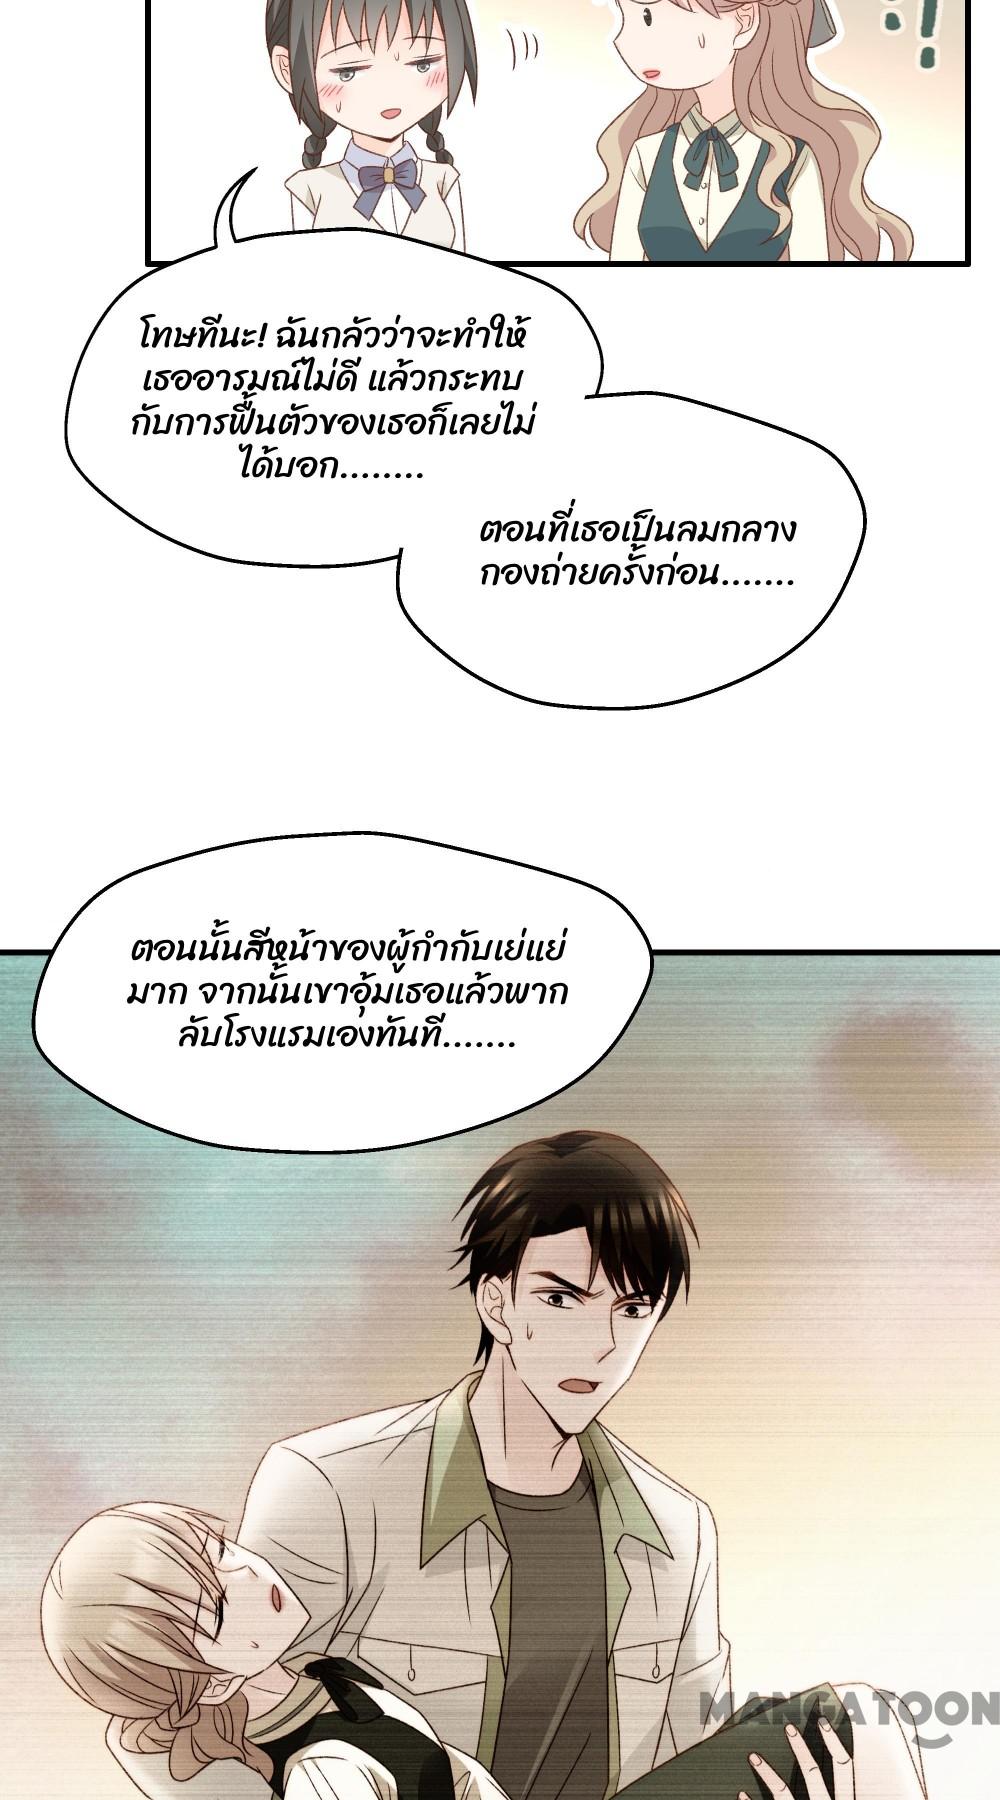 โทษทีนะ! ฉันกลัวว่าจะทำให้
เธออารมณ์ไม่ดี แล้วกระทบ
กับการฟื้นตัวของเธอก็เลยไม่
ได้บอก........
ตอนที่เธอเป็นลมกลาง
กองถ่ายครั้งก่อน.......
ตอนนั้นสีหน้าของผู้กำกับเย่แย่
มาก จากนั้นเขาอุ้มเธอแล้วพาก
ลับโรงแรมเองทันที.......
MANGATOON